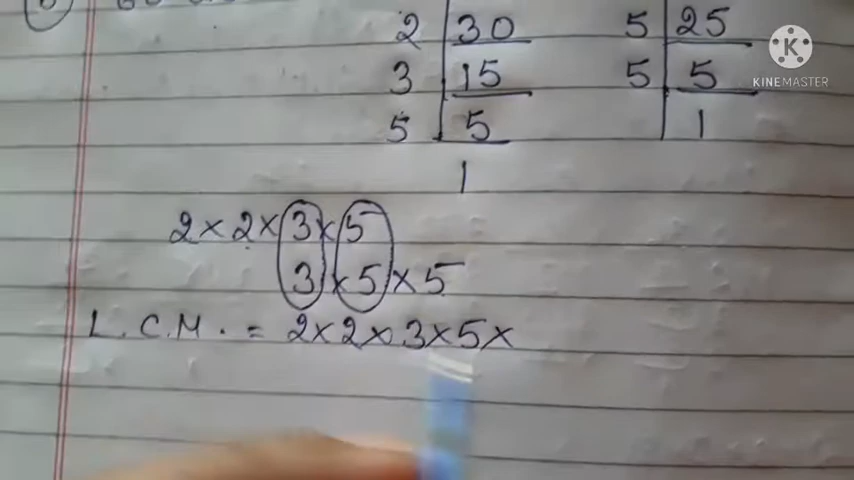 2 30 5 25
3 15 5 5
5 5 1
1
2 × 2 × 3 × 5
3 × 5 × 5
L.C.M. = 2 × 2 × 3 × 5 ×
K
KINEMASTER